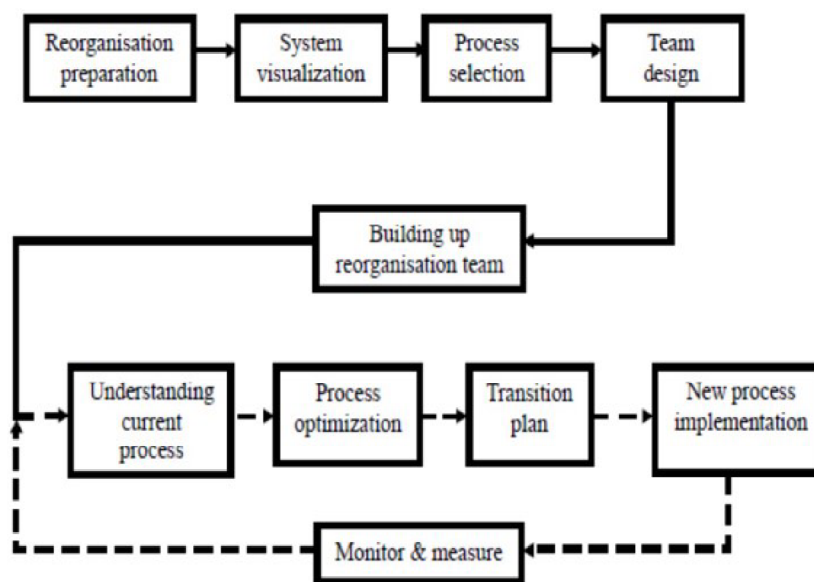 Reorganisation
preparation
System
visualization
Process
selection
Team
design
Building up
reorganisation team
Understanding
current
process
Process
optimization
Transition
plan
New process
implementation
Monitor & measure